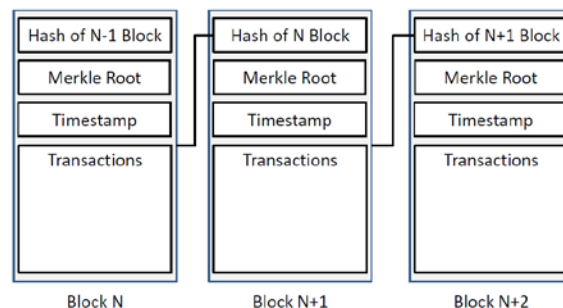 Hash of N-1 Block
Merkle Root
Timestamp
Transactions
Block N
Hash of N Block
Merkle Root
Timestamp
Transactions
Block N+1
Hash of N+1 Block
Merkle Root
Timestamp
Transactions
Block N+2